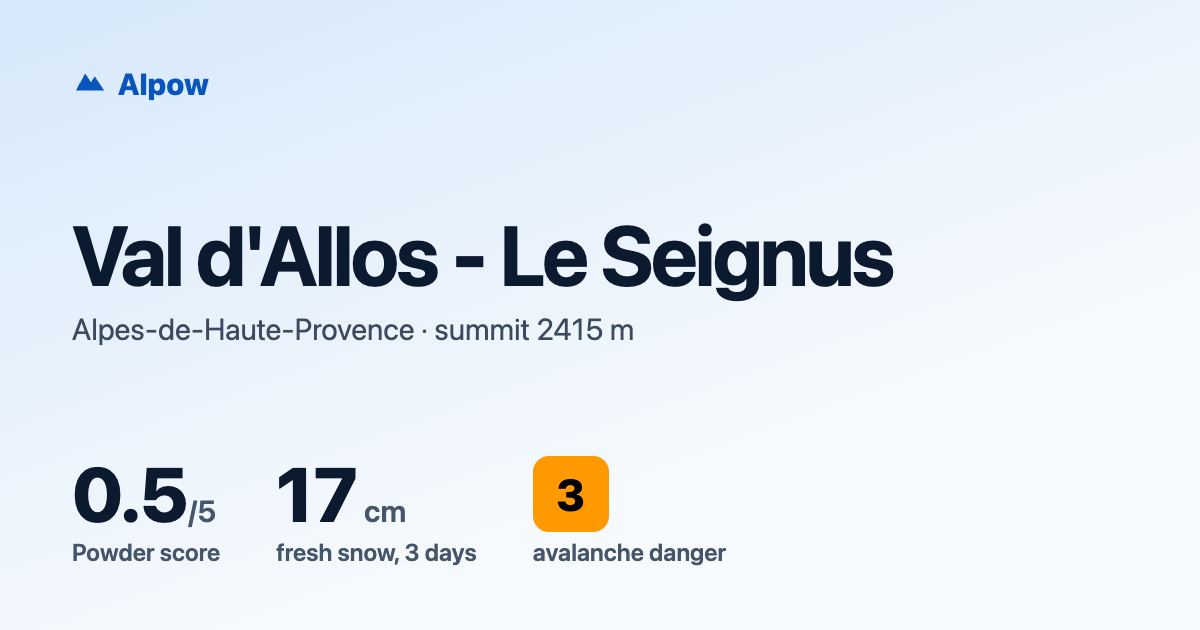 Alpow
Val d'Allos - Le Seignus
Alpes-de-Haute-Provence · summit 2415 m
0.5/5 17 cm 3
Powder score fresh snow, 3 days avalanche danger